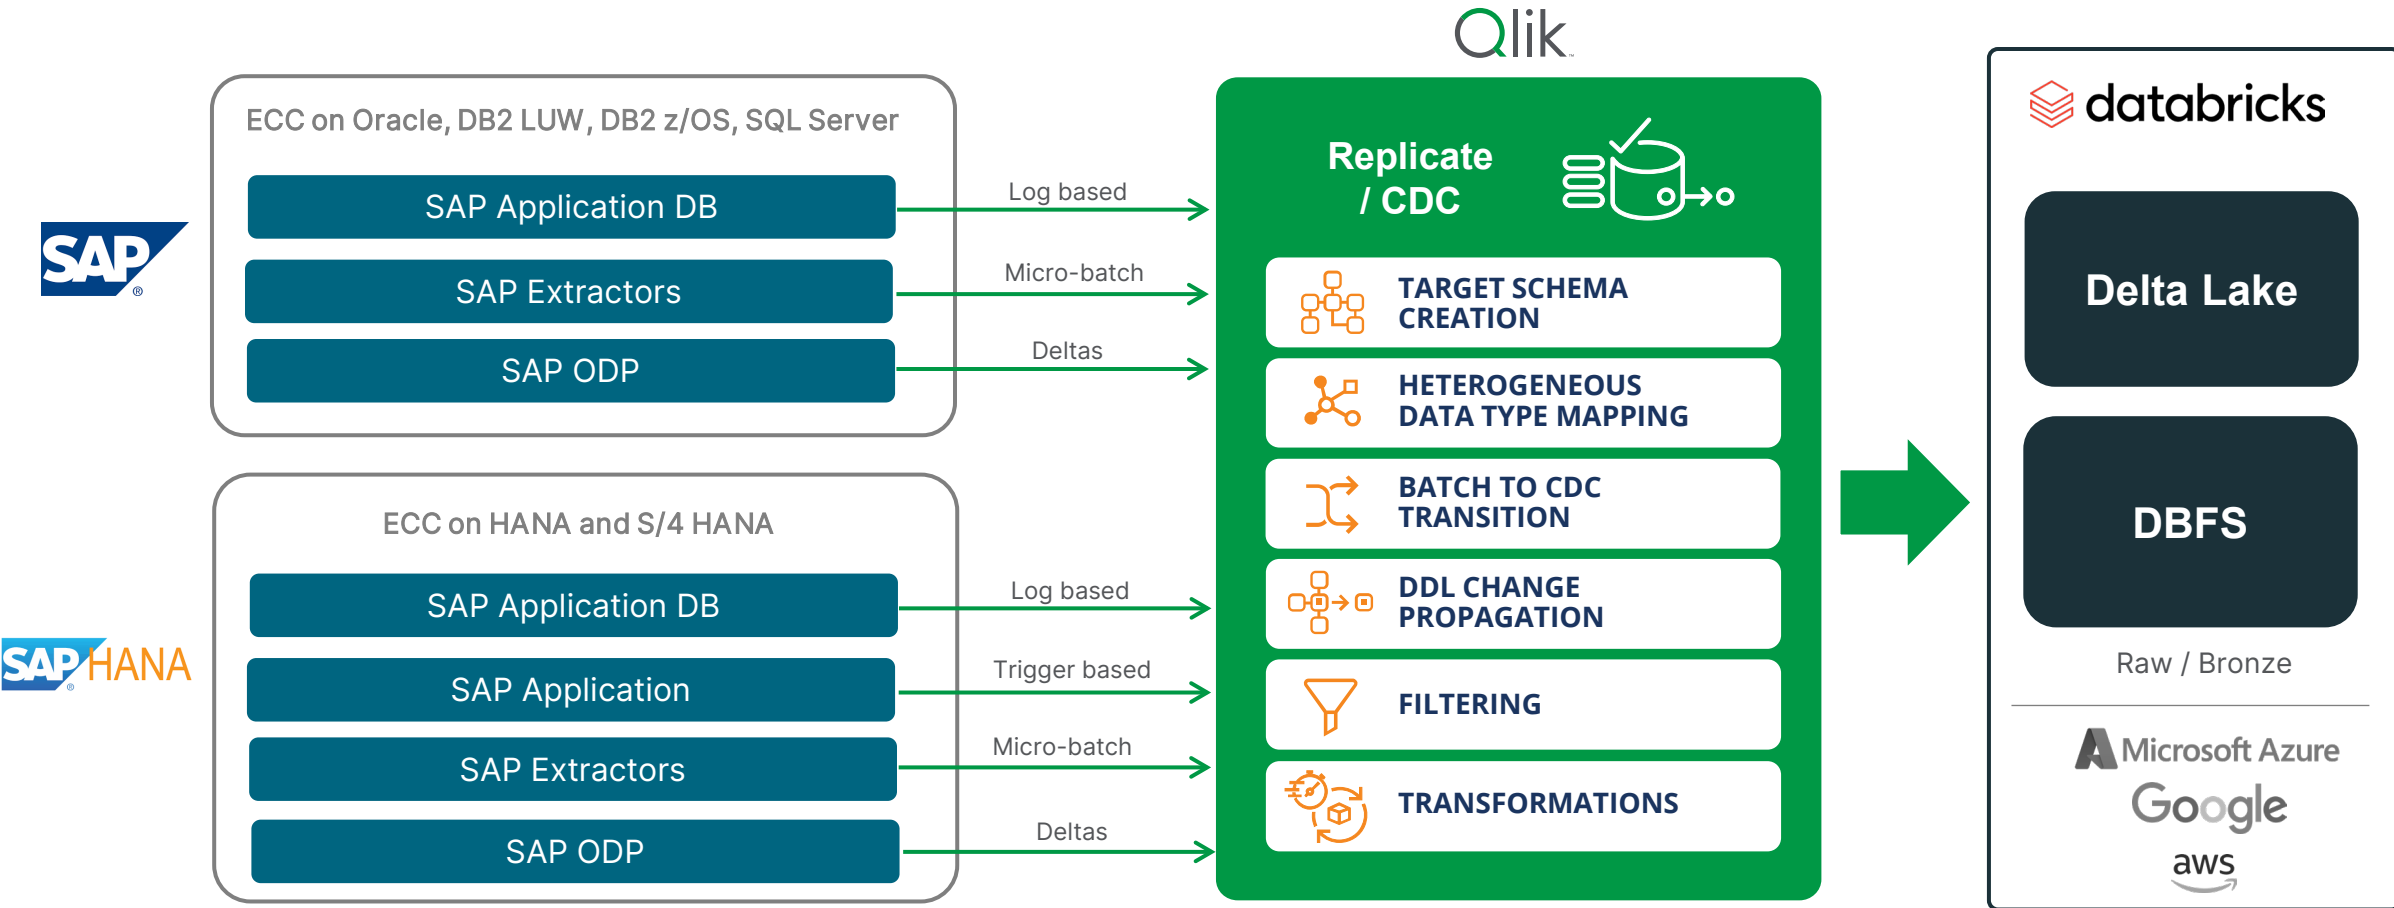 Qlik
ECC on Oracle, DB2 LUW, DB2 z/OS, SQL Server
SAP Application DB
SAP Extractors
SAP ODP
SAP®
Log based
Micro-batch
Deltas
ECC on HANA and S/4 HANA
SAP Application DB
SAP Application
SAP Extractors
SAP ODP
SAP® HANA
Log based
Trigger based
Micro-batch
Deltas
Replicate
/ CDC
TARGET SCHEMA
CREATION
HETEROGENEOUS
DATA TYPE MAPPING
BATCH TO CDC
TRANSITION
DDL CHANGE
PROPAGATION
FILTERING
TRANSFORMATIONS
databricks
Delta Lake
DBFS
Raw / Bronze
Microsoft Azure
Google
aws